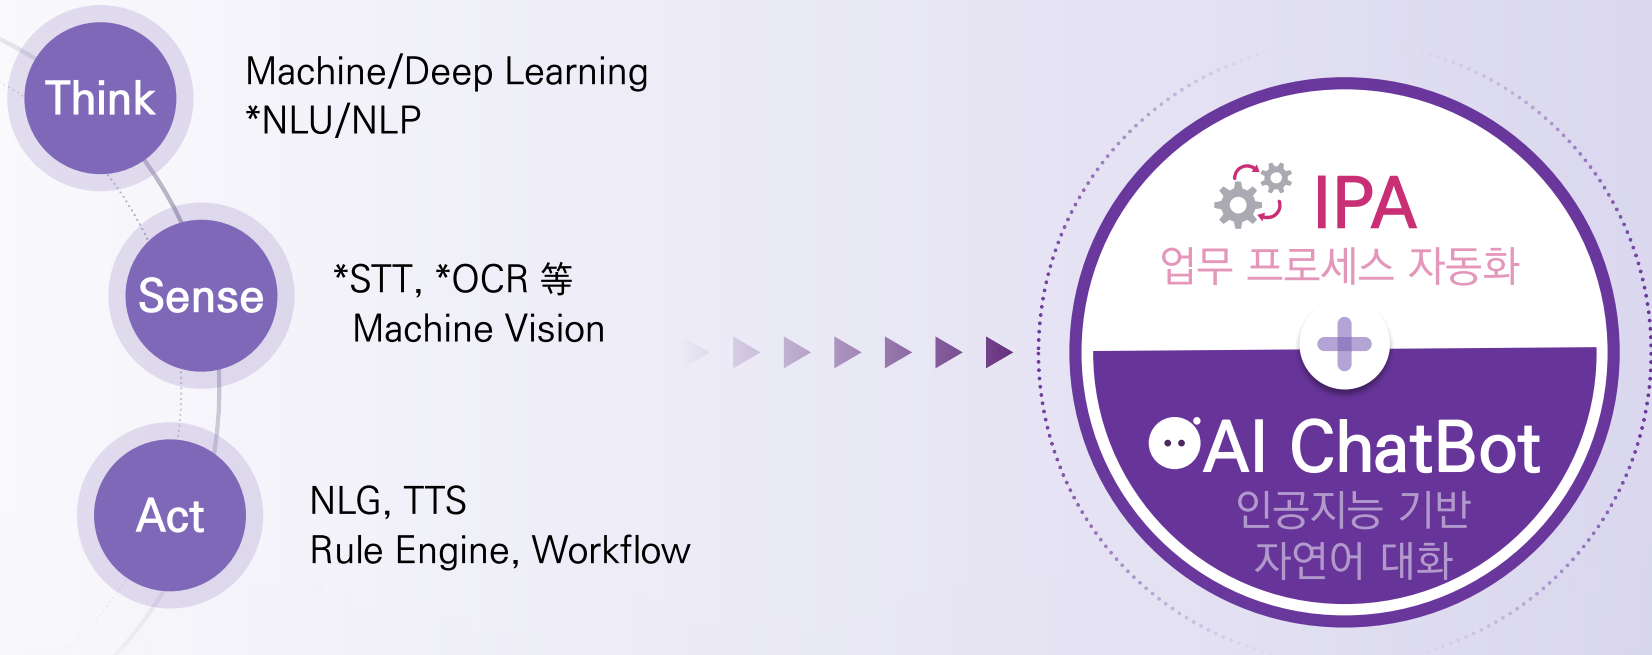 Think
Machine/Deep Learning
*NLU/NLP
Sense
*STT, *OCR 等
Machine Vision
Act
NLG, TTS
Rule Engine, Workflow
IPA
업무 프로세스 자동화
AI ChatBot
인공지능 기반
자연어 대화